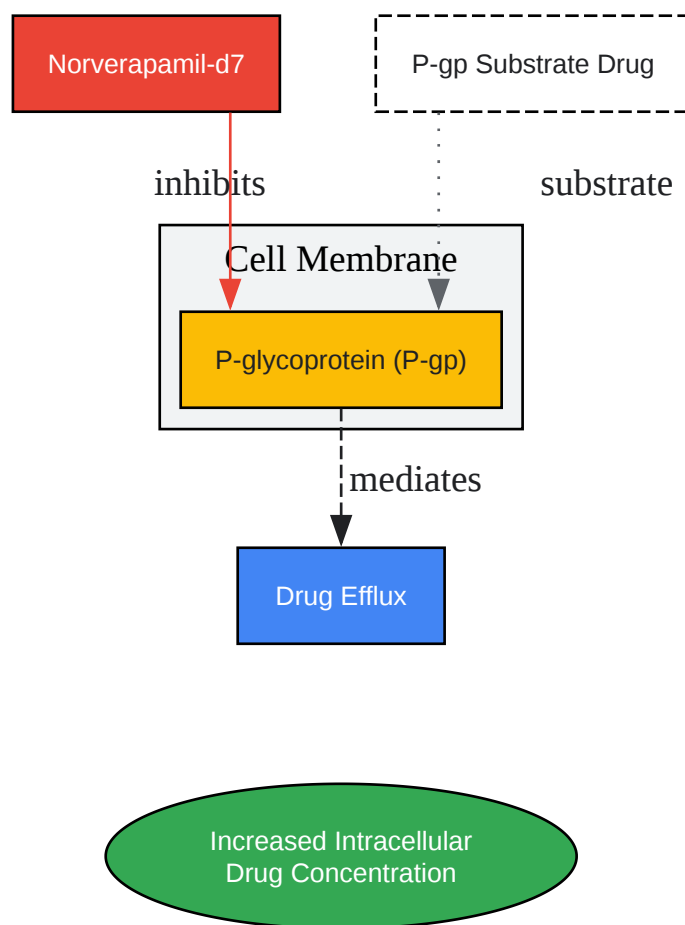 Norverapamil-d7
P-gp Substrate Drug
inhibits
substrate
Cell Membrane
P-glycoprotein (P-gp)
mediates
Drug Efflux
Increased Intracellular
Drug Concentration